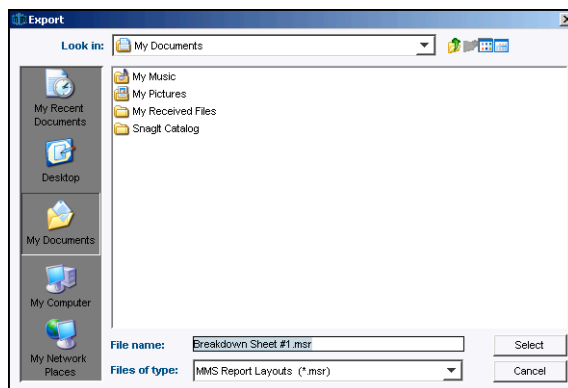 Export
Look in: My Documents
My Recent
Documents
Desktop
My Documents
My Computer
My Network
Places
My Music
My Pictures
My Received Files
SnagIt Catalog
File name: Breakdown Sheet #1.msr Select
Files of type: MMS Report Layouts (*.msr) Cancel